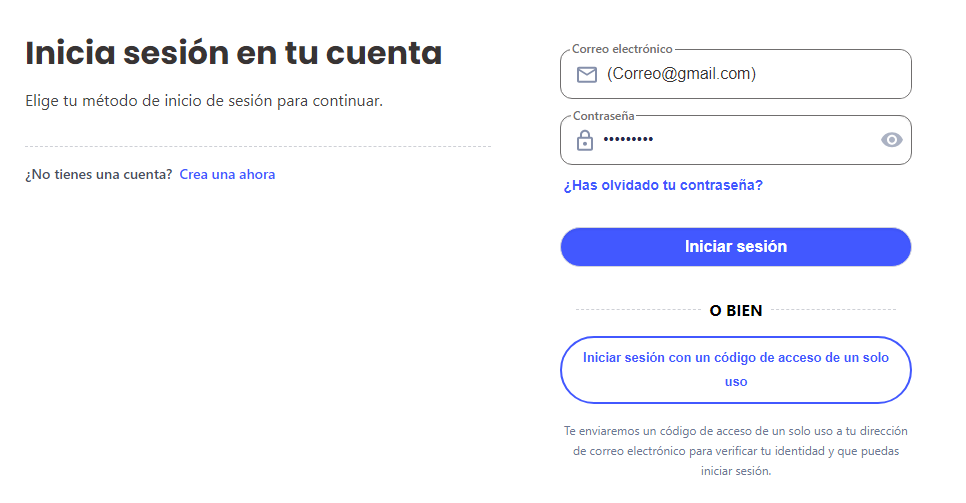 Inicia sesión en tu cuenta
Elige tu método de inicio de sesión para continuar.
¿No tienes una cuenta? Crea una ahora
Correo electrónico
(Correo@gmail.com)
Contraseña
•••••••••
¿Has olvidado tu contraseña?
Iniciar sesión
O BIEN
Iniciar sesión con un código de acceso de un solo
uso
Te enviaremos un código de acceso de un solo uso a tu dirección
de correo electrónico para verificar tu identidad y que puedas
iniciar sesión.